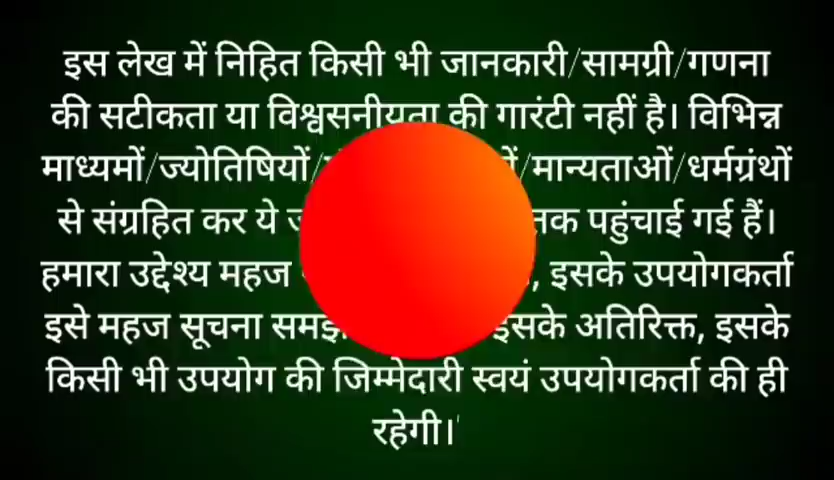 इस लेख में निहित किसी भी जानकारी/सामग्री/गणना
की सटीकता या विश्वसनीयता की गारंटी नहीं है। विभिन्न
माध्यमों/ज्योतिषियों/ /मान्यताओं/धर्मग्रंथों
से संग्रहित कर ये तक पहुंचाई गई हैं।
हमारा उद्देश्य महज , इसके उपयोगकर्ता
इसे महज सूचना इसके अतिरिक्त, इसके
किसी भी उपयोग की जिम्मेदारी स्वयं उपयोगकर्ता की ही
रहेगी।'